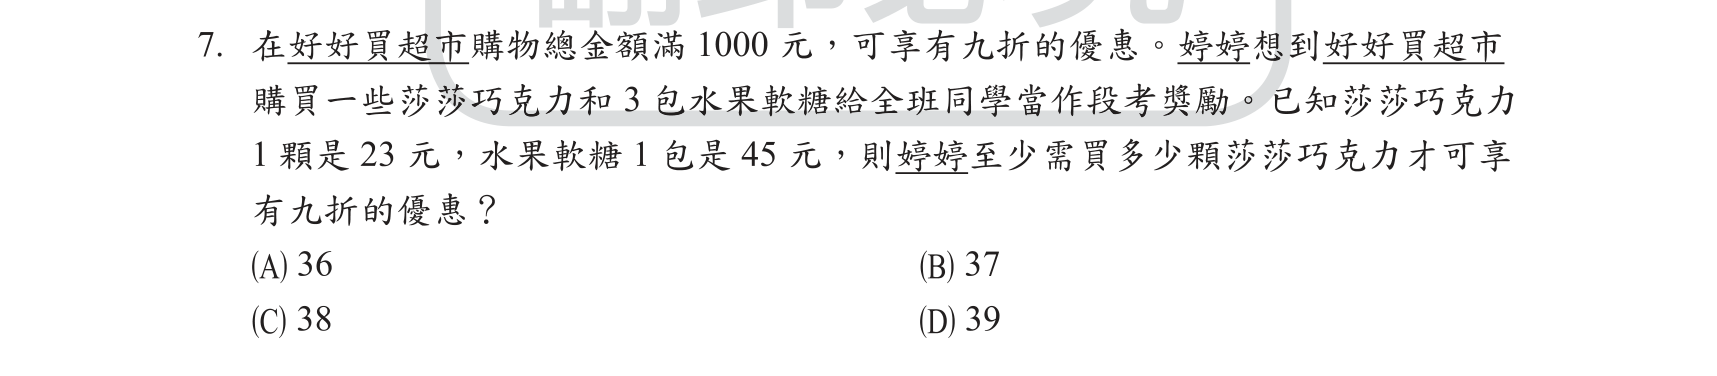 翻印必究
7. 在好好買超市購物總金額滿 1000 元，可享有九折的優惠。婷婷想到好好買超市
購買一些莎莎巧克力和 3 包水果軟糖給全班同學當作段考獎勵。已知莎莎巧克力
1 顆是 23 元，水果軟糖 1 包是 45 元，則婷婷至少需買多少顆莎莎巧克力才可享
有九折的優惠？
(A) 36 (B) 37
(C) 38 (D) 39